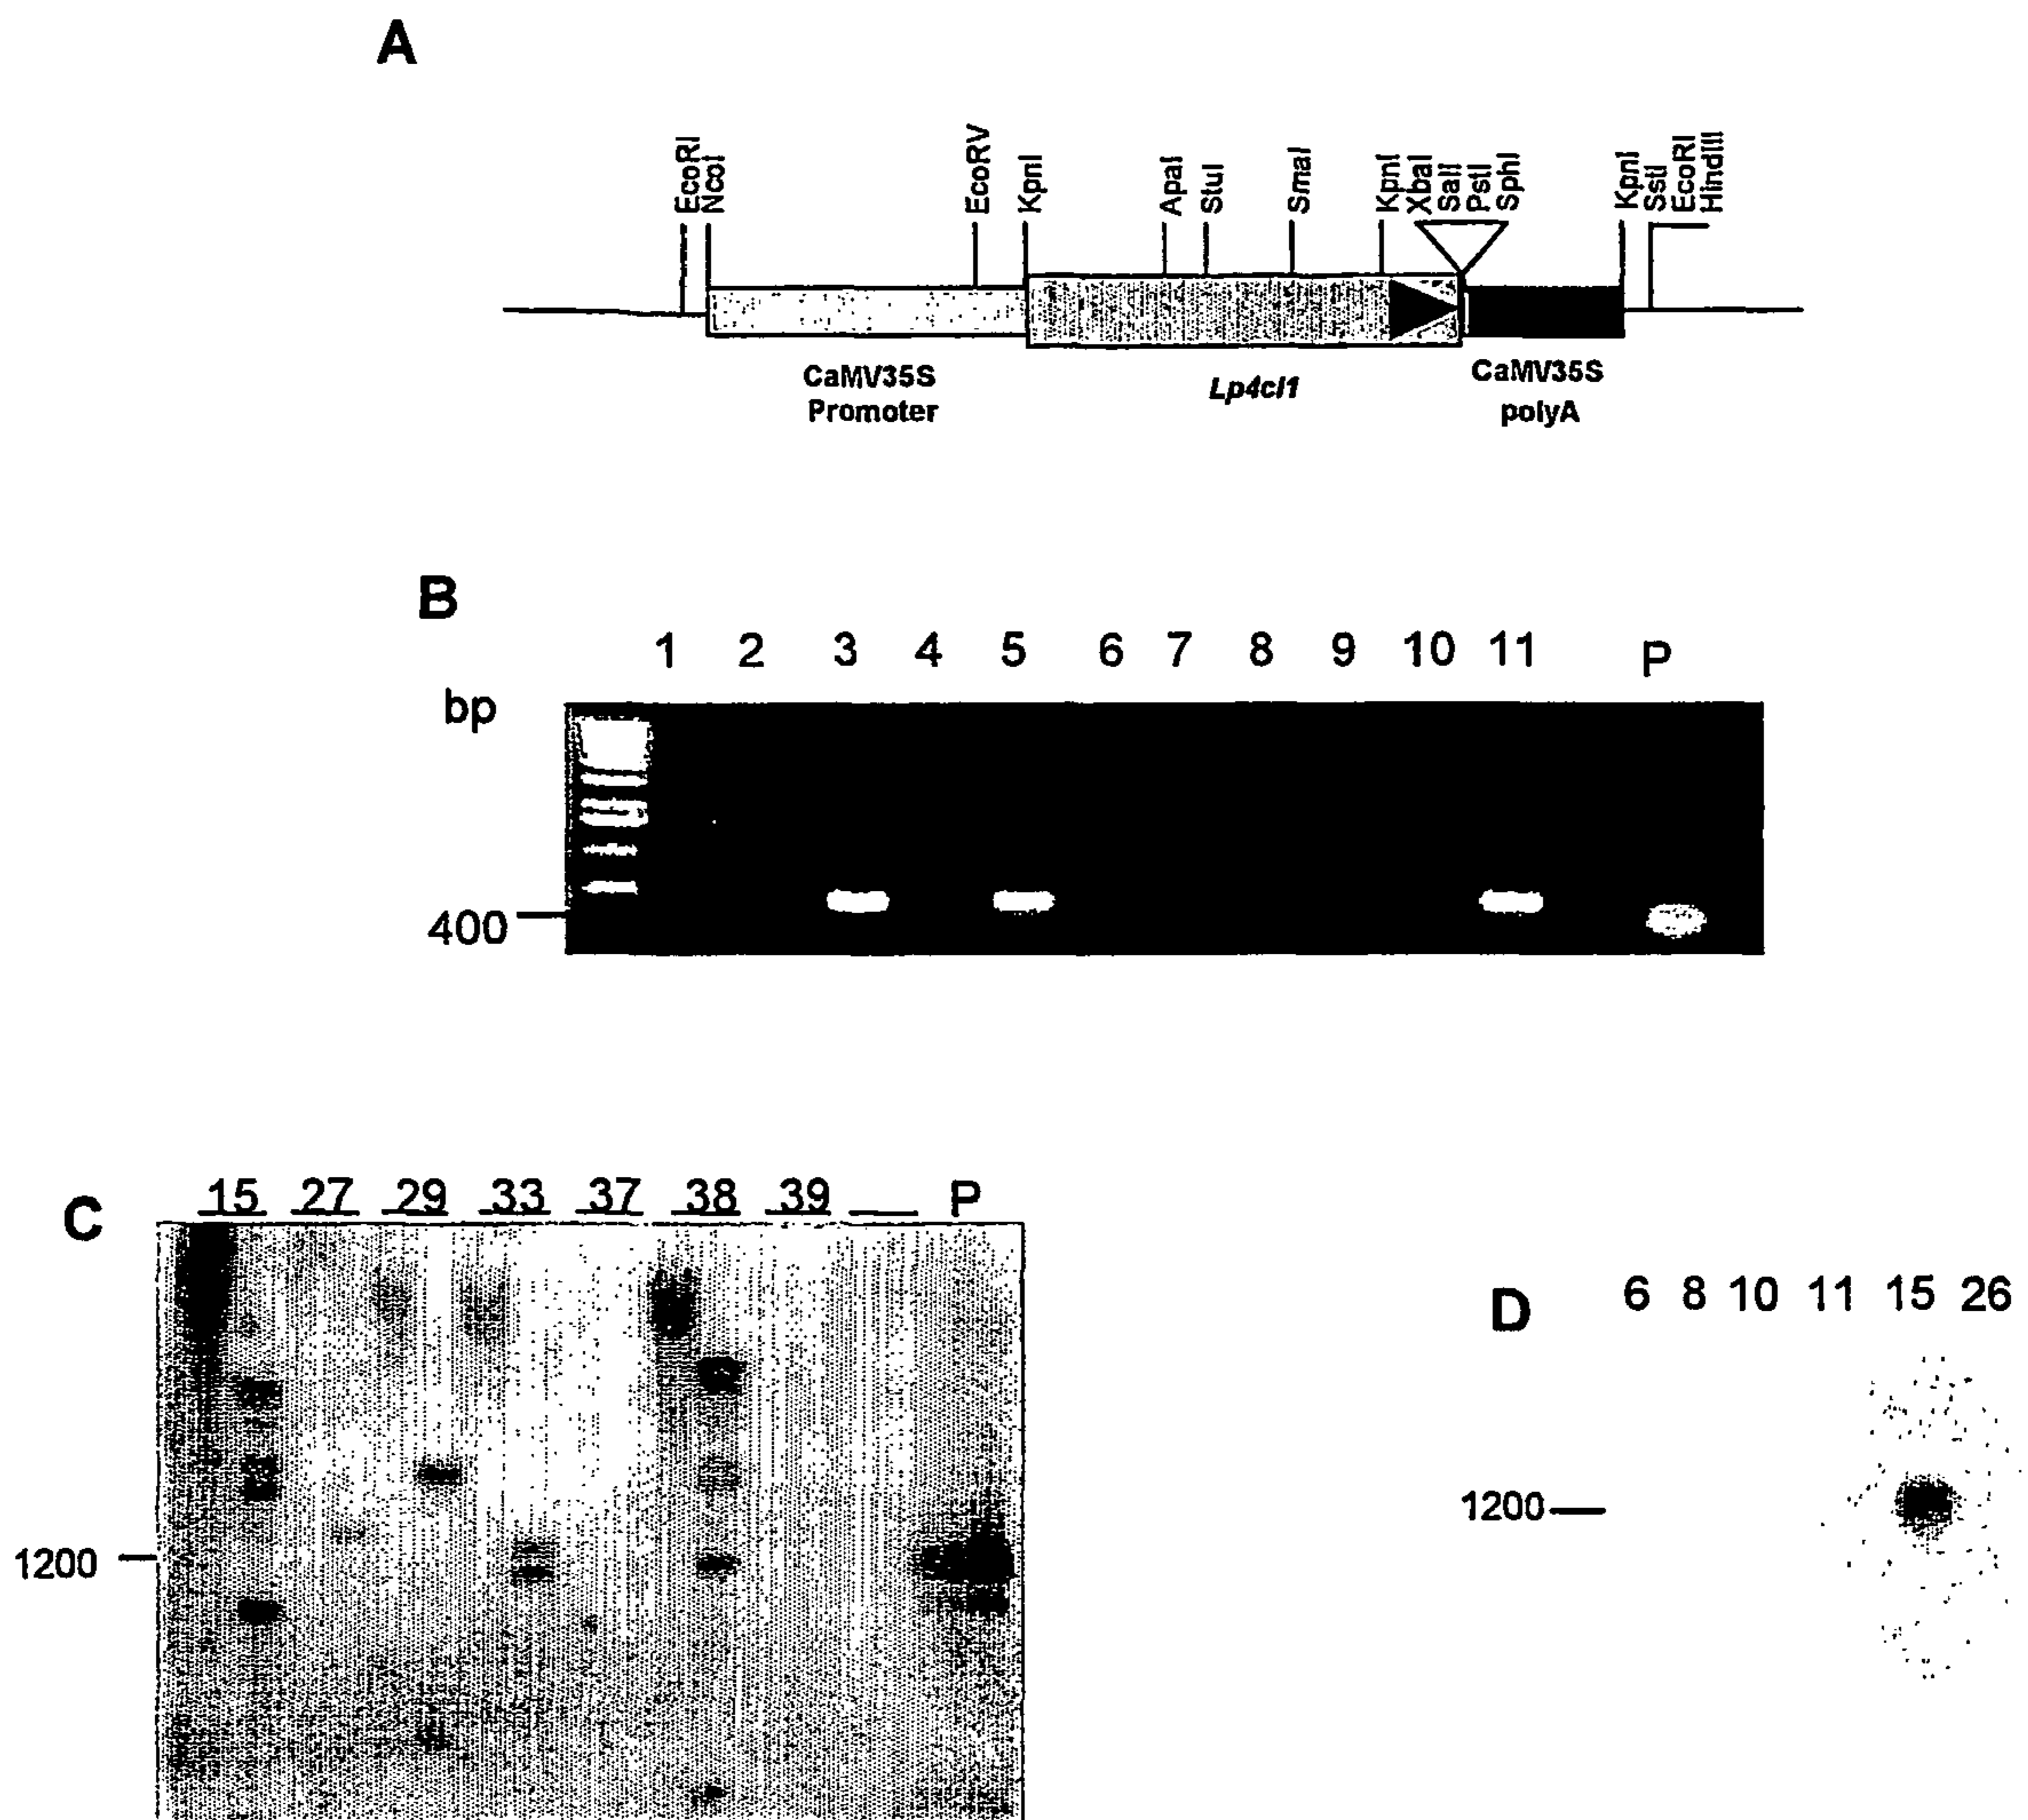 A
EcoRI NcoI EcoRV KpnI ApaI StuI SmaI KpnI XbaI SalI PstI SphI KpnI SstI EcoRI HindIII
CaMV35S
Promoter
Lp4cl1
CaMV35S
polyA
B
1 2 3 4 5 6 7 8 9 10 11 P
bp
400
C
15 27 29 33 37 38 39 P
1200
D
6 8 10 11 15 26
1200